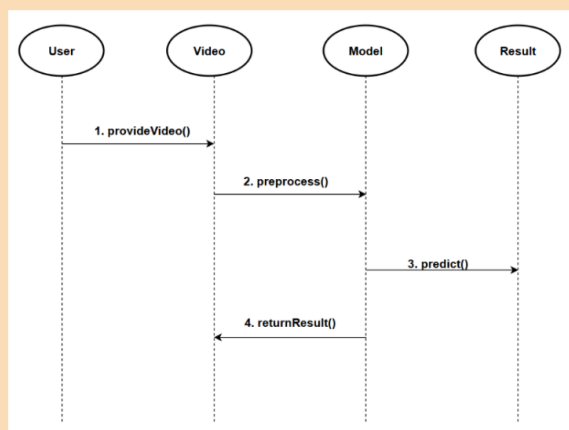 User
Video
Model
Result
1. provideVideo()
2. preprocess()
3. predict()
4. returnResult()